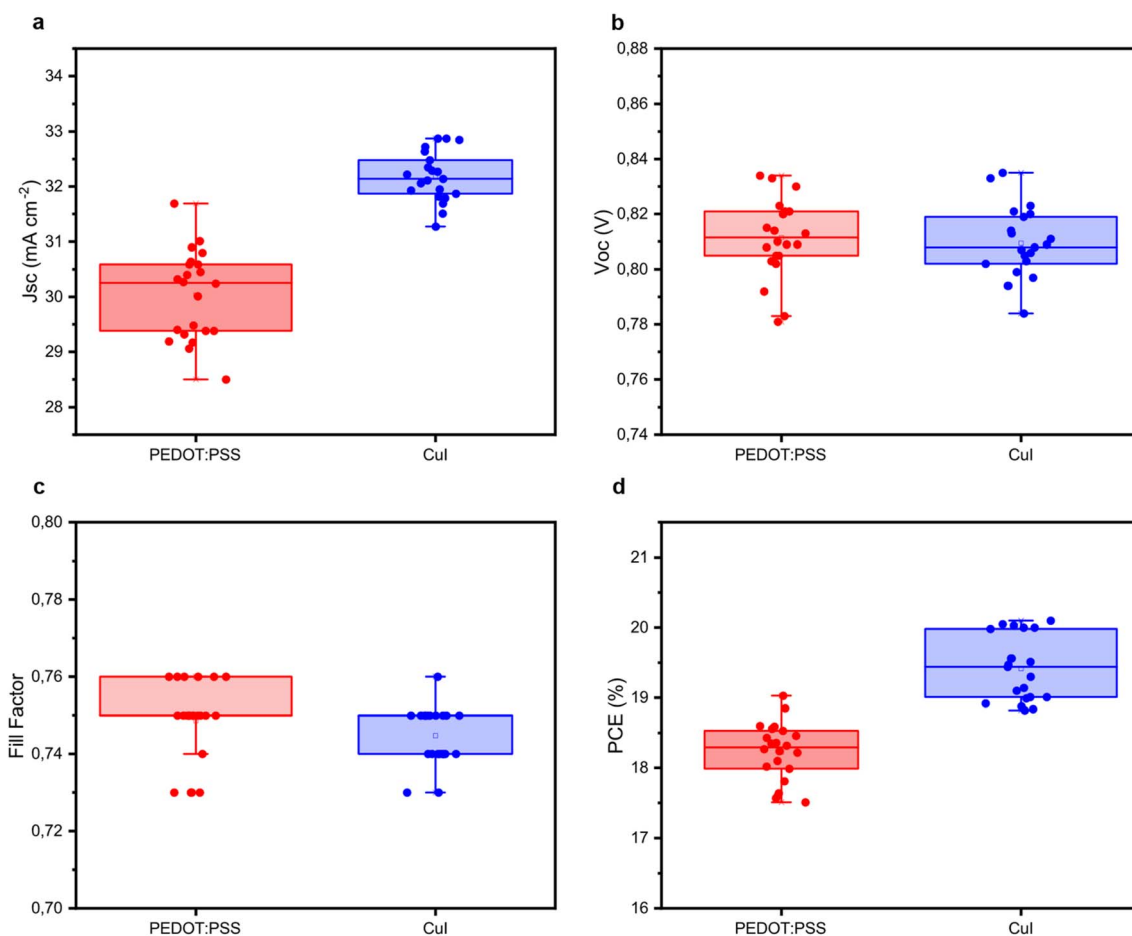 a
Jsc (mA cm⁻²)
34
33
32
31
30
29
28
PEDOT:PSS CuI
b
Voc (V)
0,88
0,86
0,84
0,82
0,80
0,78
0,76
0,74
PEDOT:PSS CuI
c
Fill Factor
0,80
0,78
0,76
0,74
0,72
0,70
PEDOT:PSS CuI
d
PCE (%)
21
20
19
18
17
16
PEDOT:PSS CuI